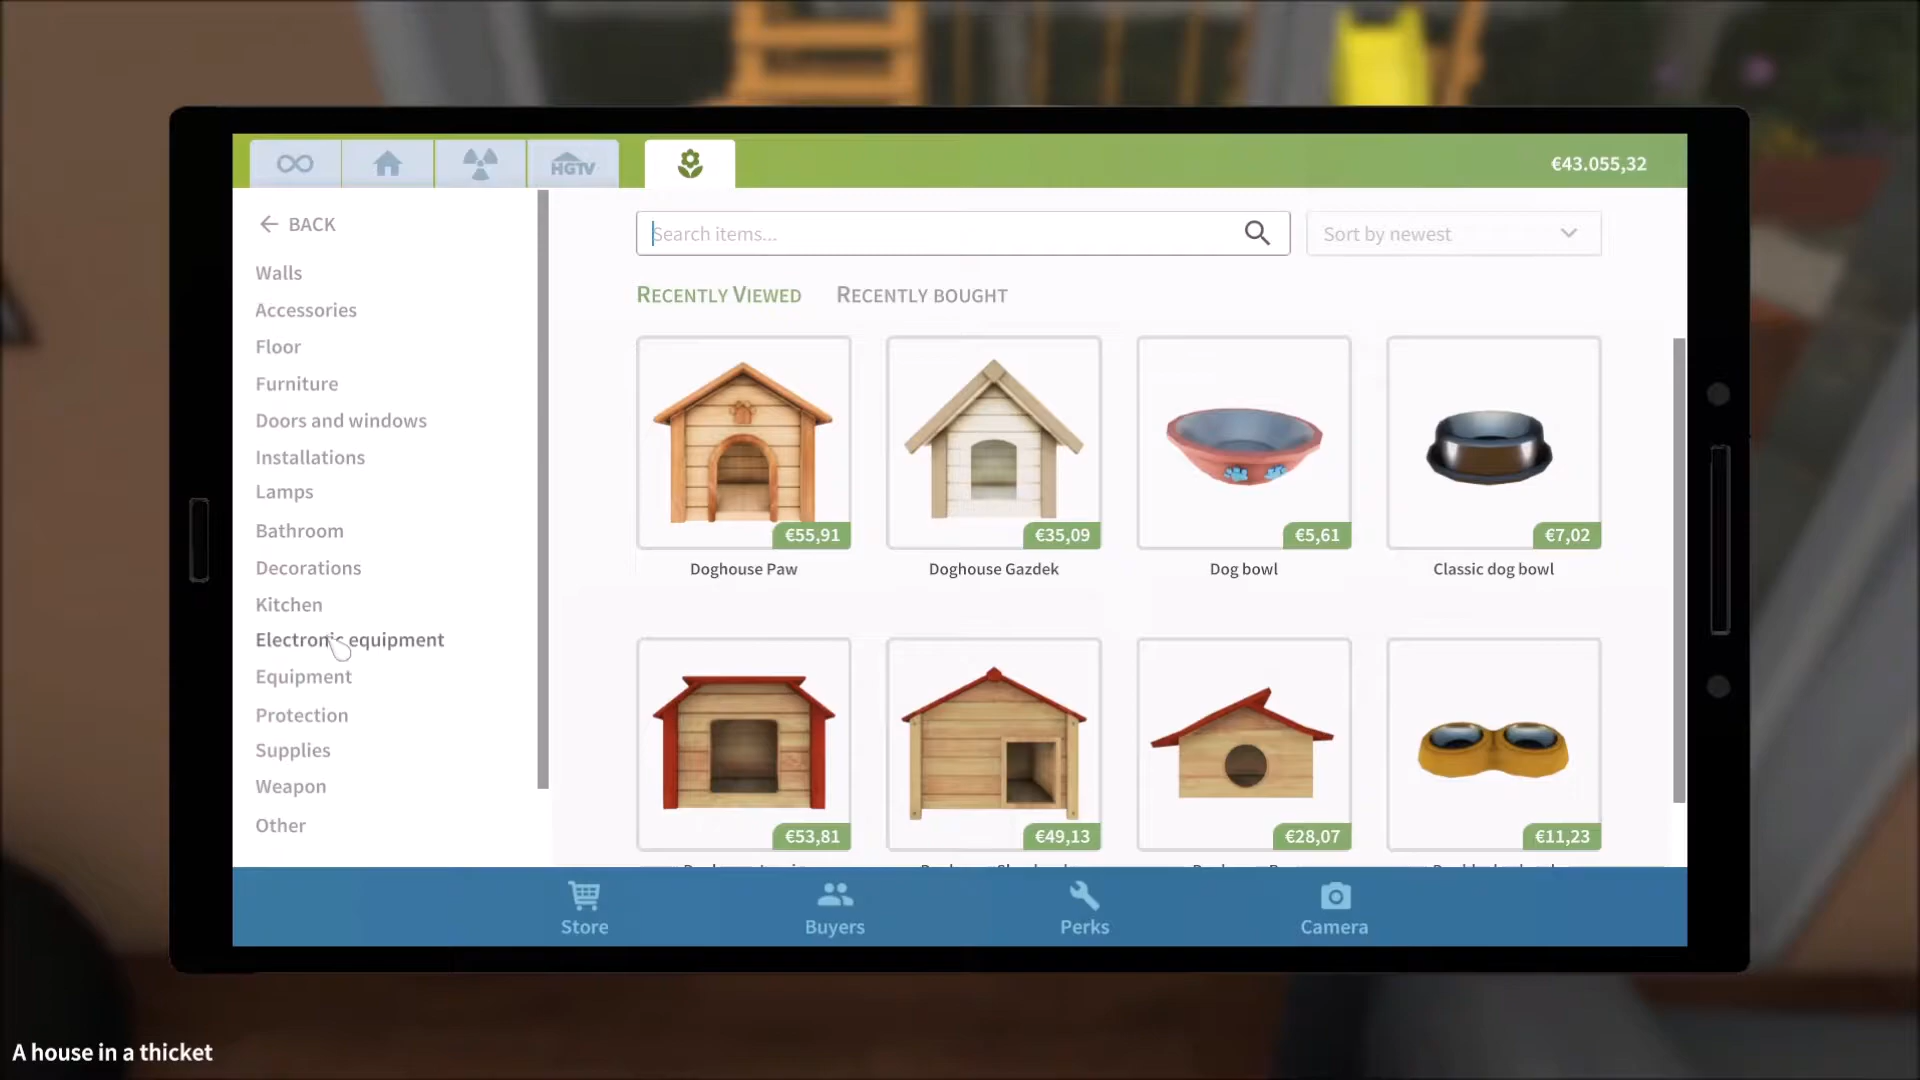 HGTV
€43.055,32
BACK
Search items...
Sort by newest
RECENTLY VIEWED
RECENTLY BOUGHT
Walls
Accessories
Floor
Furniture
Doors and windows
Installations
Lamps
Bathroom
Decorations
Kitchen
Electronic equipment
Equipment
Protection
Supplies
Weapon
Other
€55,91
€35,09
€5,61
€7,02
Doghouse Paw
Doghouse Gazdek
Dog bowl
Classic dog bowl
€53,81
€49,13
€28,07
€11,23
Store
Buyers
Perks
Camera
A house in a thicket